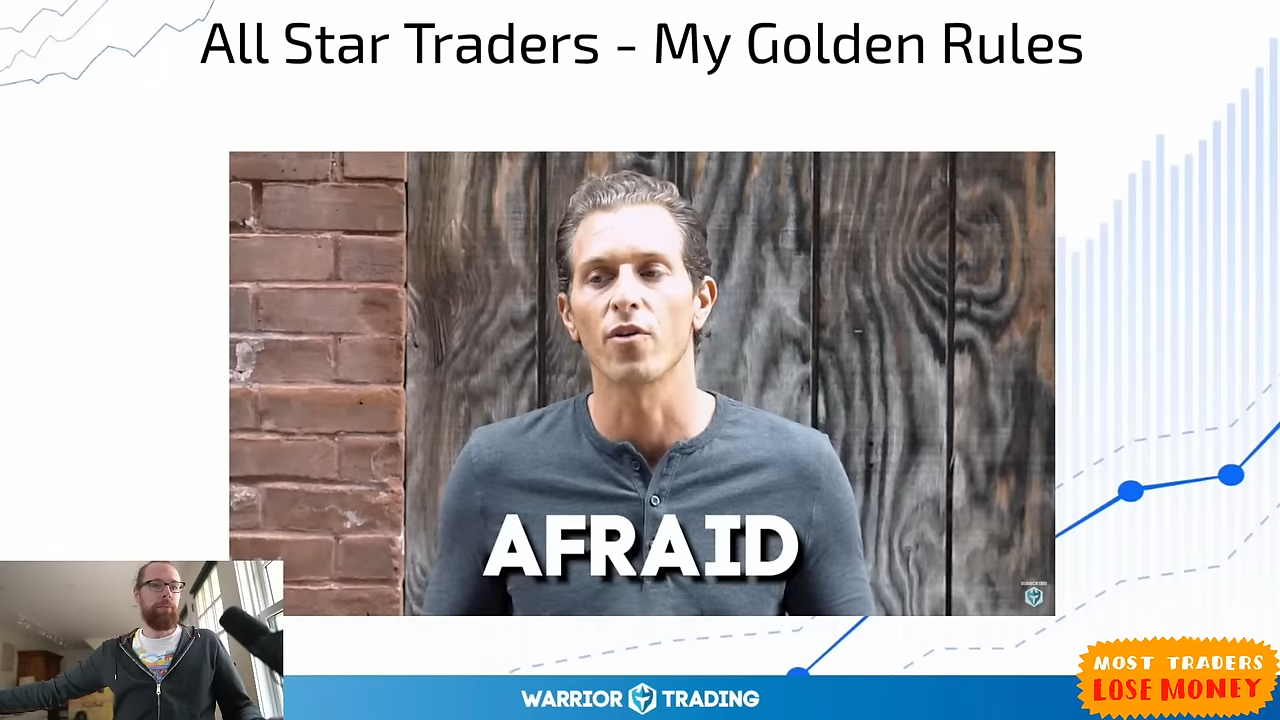 All Star Traders - My Golden Rules
AFRAID
WARRIOR TRADING
MOST TRADERS
LOSE MONEY